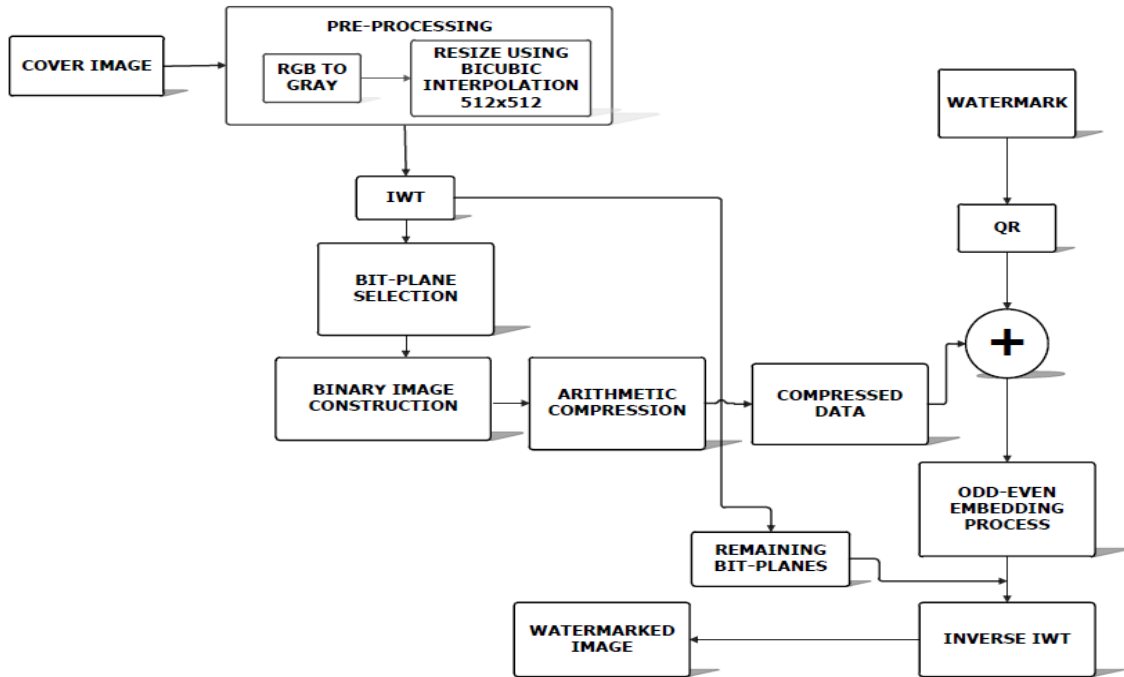 PRE-PROCESSING
COVER IMAGE
RGB TO
GRAY
RESIZE USING
BICUBIC
INTERPOLATION
512x512
WATERMARK
IWT
QR
BIT-PLANE
SELECTION
+
BINARY IMAGE
CONSTRUCTION
ARITHMETIC
COMPRESSION
COMPRESSED
DATA
ODD-EVEN
EMBEDDING
PROCESS
REMAINING
BIT-PLANES
WATERMARKED
IMAGE
INVERSE IWT